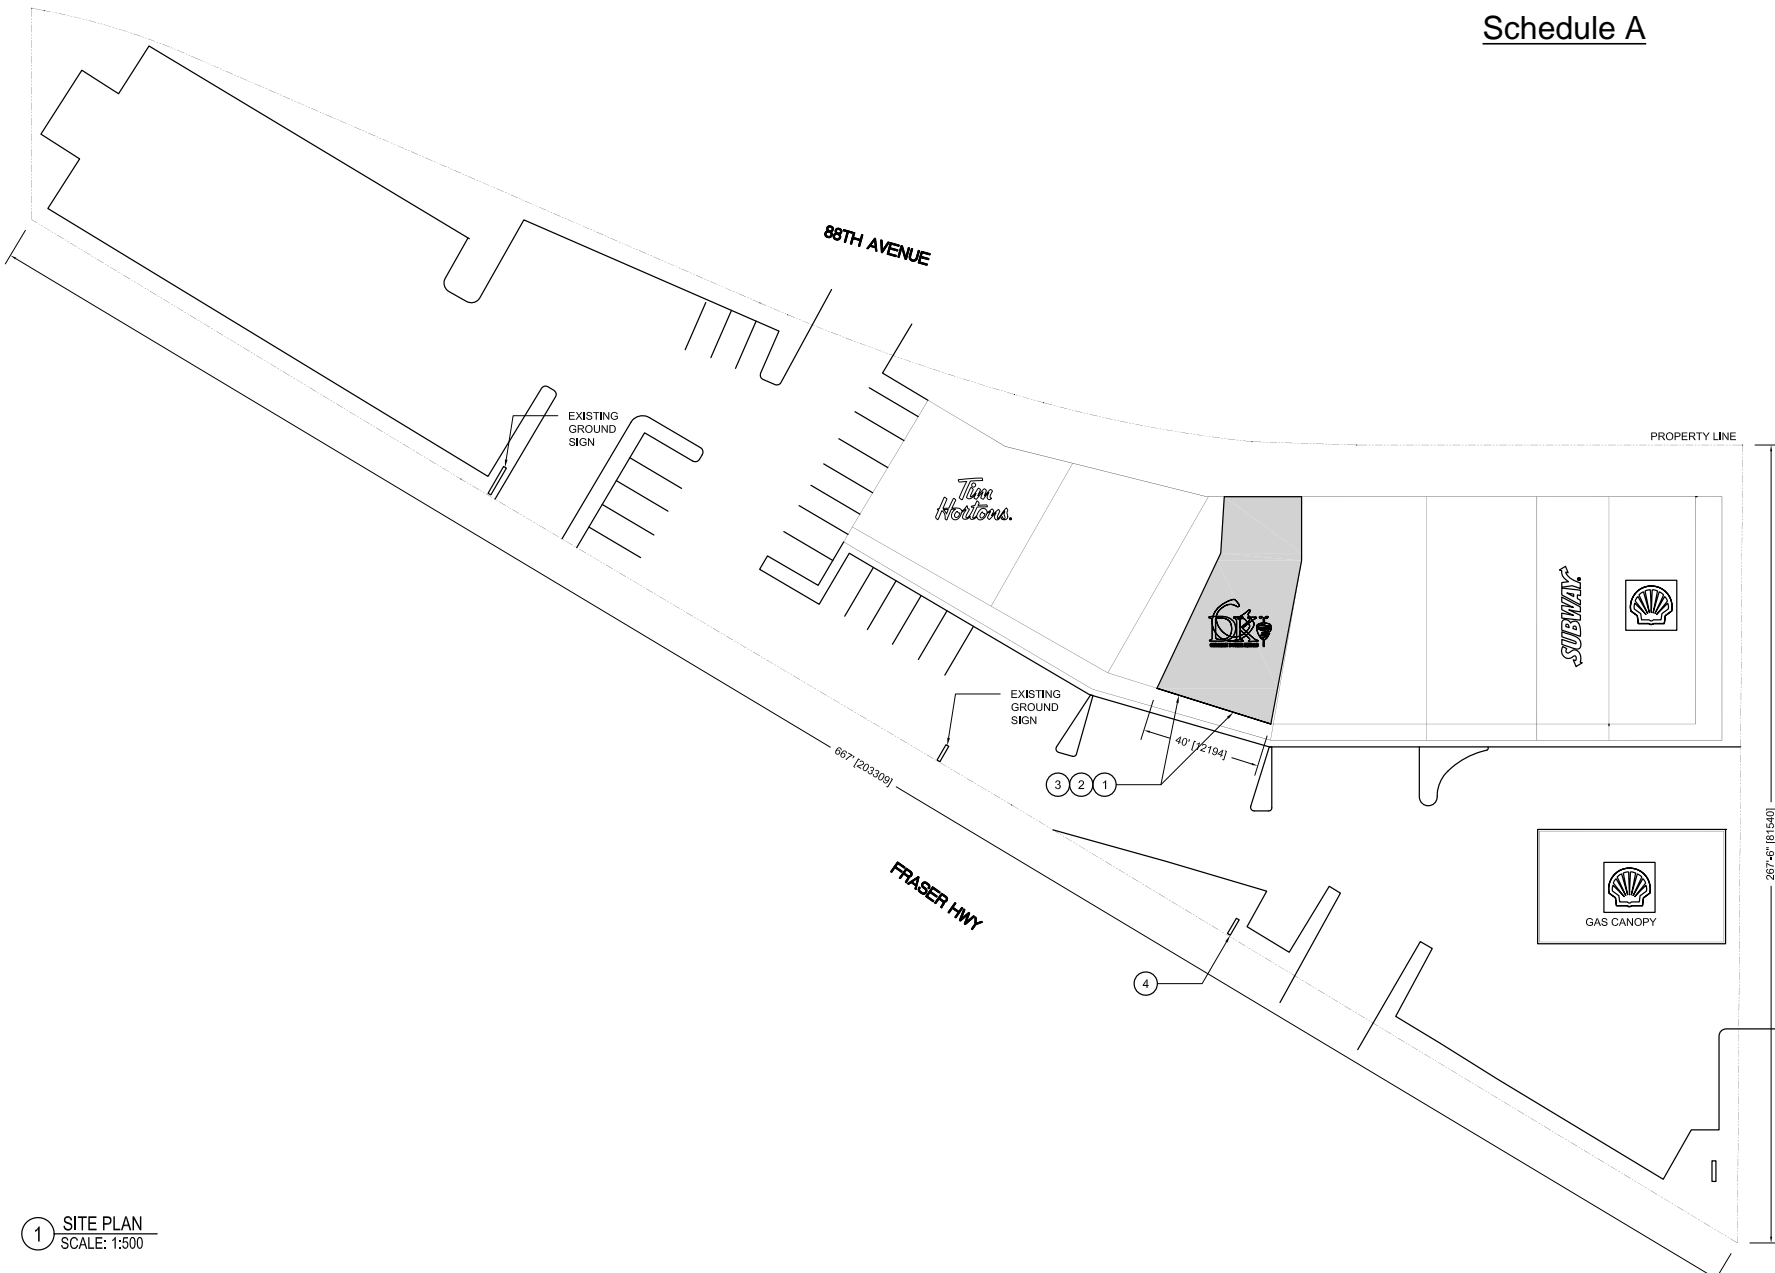 Schedule A
88TH AVENUE
EXISTING
GROUND
SIGN
PROPERTY LINE
Tim
Hortons.
SUBWAY
EXISTING
GROUND
SIGN
40' [12194]
667' [203309]
3 2 1
267'-6" [81540]
FRASER HWY
GAS CANOPY
4
1 SITE PLAN
SCALE: 1:500